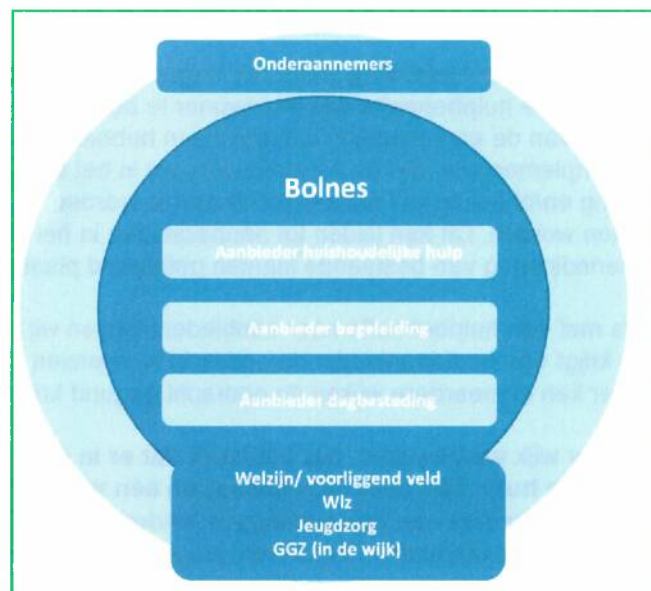 Onderaannemers
Bolnes
Aanbieder huishoudelijke hulp
Aanbieder begeleiding
Aanbieder dagbesteding
Welzijn/ voorliggend veld
Wlz
Jeugdzorg
GGZ (in de wijk)